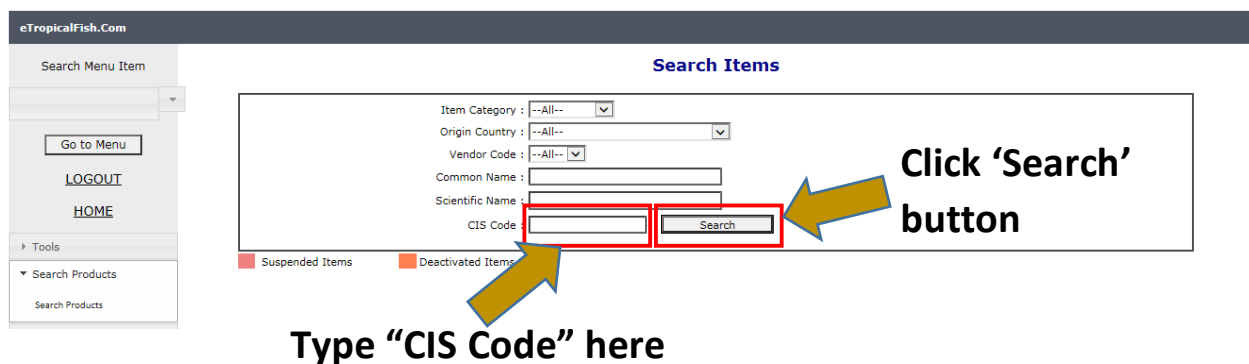 eTropicalFish.Com
Search Menu Item
Go to Menu
LOGOUT
HOME
Tools
Search Products
Search Products
Search Items
Item Category : --All--
Origin Country : --All--
Vendor Code : --All--
Common Name :
Scientific Name :
CIS Code : Search
Suspended Items Deactivated Items
Click ‘Search’
button
Type “CIS Code” here